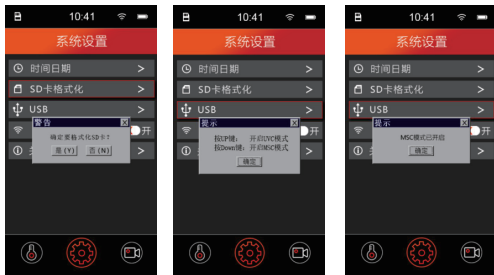 10:41
系统设置
时间日期 >
SD卡格式化 >
USB >
警告
确定要格式化SD卡?
是(Y) 否(N)
开
>
10:41
系统设置
时间日期 >
SD卡格式化 >
USB >
提示
按UP键: 开启UVC模式
按Down键: 开启MSC模式
确定
开
>
10:41
系统设置
时间日期 >
SD卡格式化 >
USB >
提示
MSC模式已开启
确定
开
>